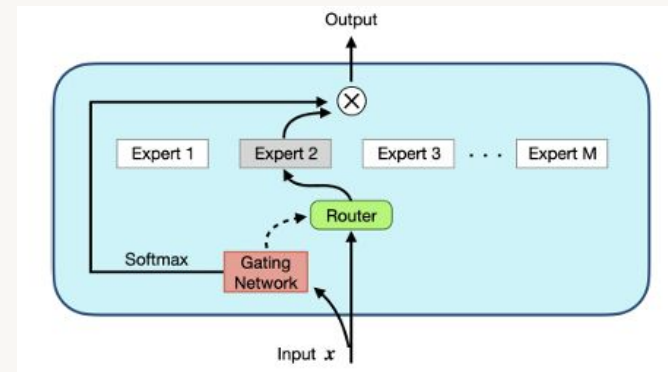 Output
Expert 1
Expert 2
Expert 3
. . .
Expert M
Router
Softmax
Gating
Network
Input x